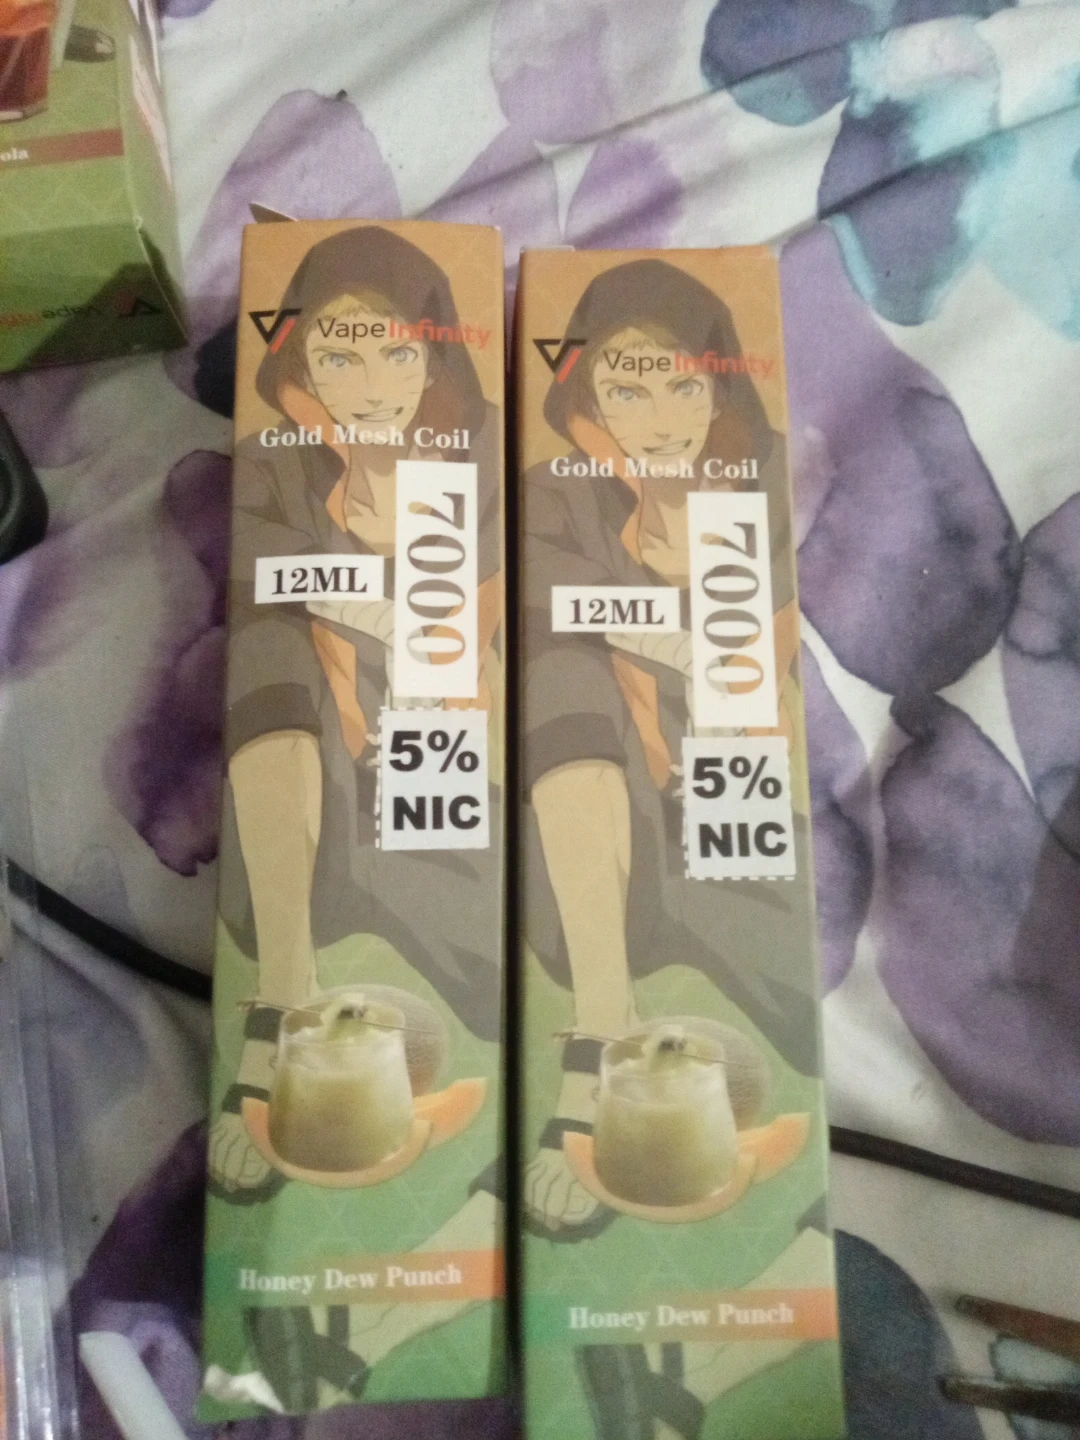 ola
Vape
VapeInfinity
Gold Mesh Coil
7000
12ML
5%
NIC
Honey Dew Punch
VapeInfinity
Gold Mesh Coil
7000
12ML
5%
NIC
Honey Dew Punch